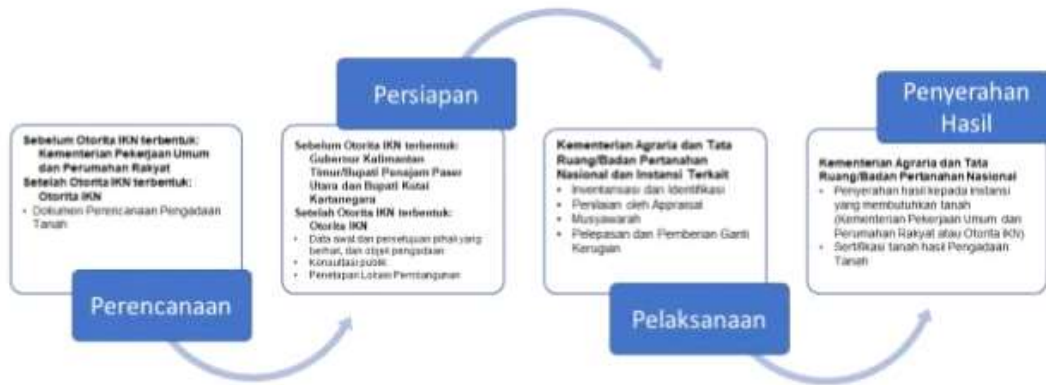 Perencanaan
Sebelum Otorita IKN terbentuk:
Kementerian Pekerjaan Umum
dan Perumahan Rakyat
Setelah Otorita IKN terbentuk:
Otorita IKN
• Dokumen Perencanaan Pengadaan
Tanah
Persiapan
Sebelum Otorita IKN terbentuk:
Gubernur Kalimantan
Timur/Bupati Penajam Paser
Utara dan Bupati Kutai
Kartanegara
Setelah Otorita IKN terbentuk:
Otorita IKN
• Data awal dan persetujuan pihak yang
berhak, dan objek pengadaan
• Konsultasi publik
• Penetapan Lokasi Pembangunan
Pelaksanaan
Kementerian Agraria dan Tata
Ruang/Badan Pertanahan
Nasional dan Instansi Terkait
• Inventarisasi dan Identifikasi
• Penilaian oleh Appraisal
• Musyawarah
• Pelepasan dan Pemberian Ganti
Kerugian
Penyerahan
Hasil
Kementerian Agraria dan Tata
Ruang/Badan Pertanahan Nasional
• Penyerahan hasil kepada instansi
yang membutuhkan tanah
(Kementerian Pekerjaan Umum dan
Perumahan Rakyat atau Otorita IKN)
• Sertifikasi tanah hasil Pengadaan
Tanah